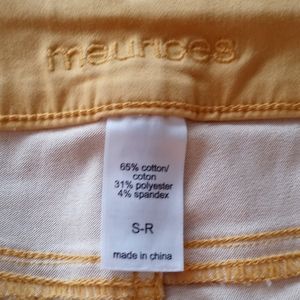 maurices
65% cotton/
coton
31% polyester
4% spandex
S-R
made in china